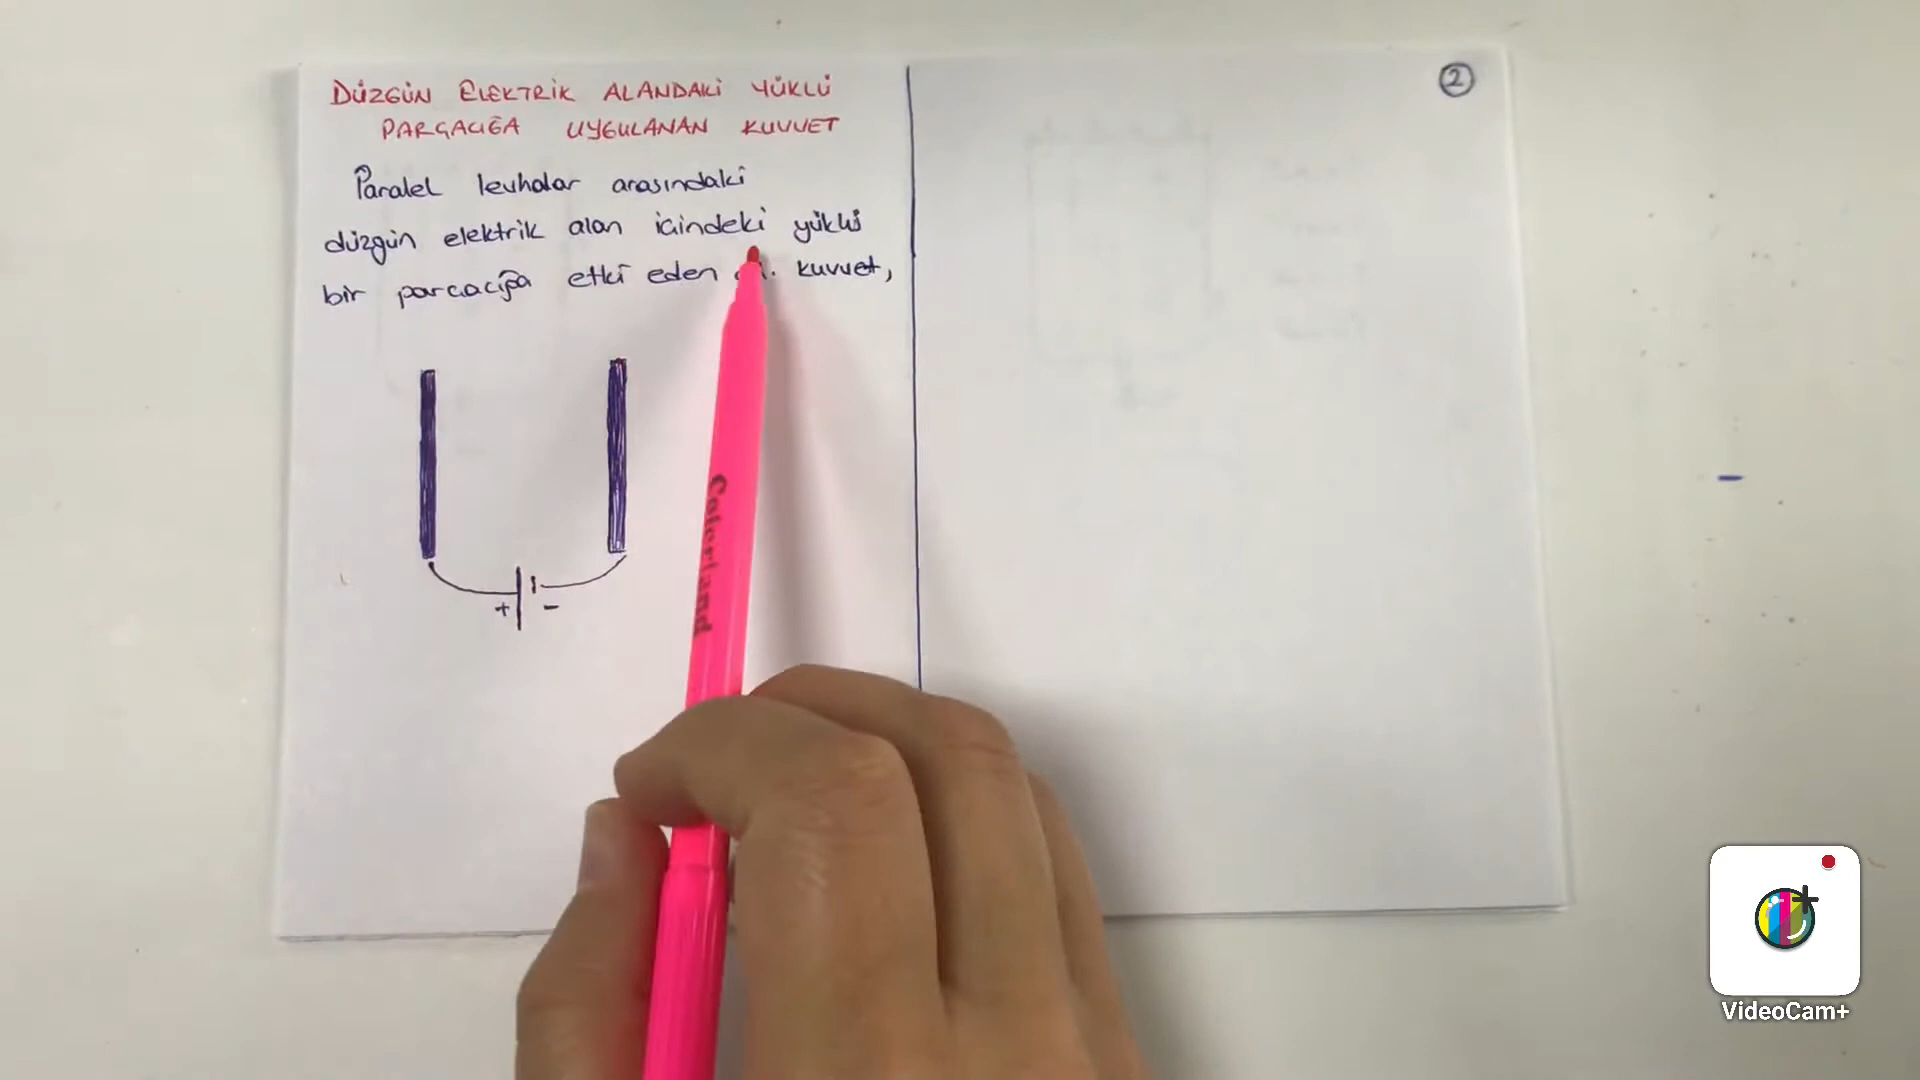 DÜZGÜN ELEKTRİK ALANDAKİ YÜKLÜ
PARÇACIĞA UYGULANAN KUVVET
Paralel levhalar arasındaki
düzgün elektrik alan içindeki yüklü
bir parçacığa etki eden kuvvet,
+ -
2
Colorland
VideoCam+